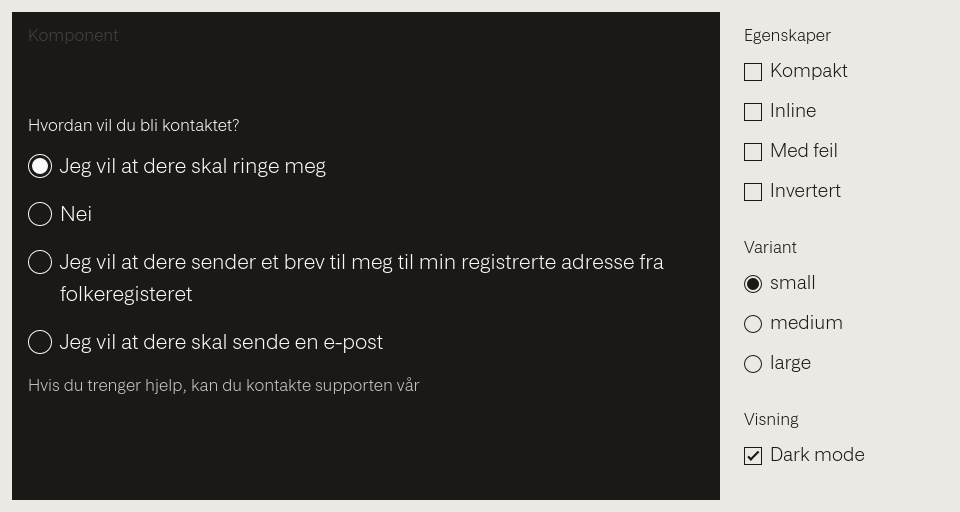 Komponent
Hvordan vil du bli kontaktet?
Jeg vil at dere skal ringe meg
Nei
Jeg vil at dere sender et brev til meg til min registrerte adresse fra
folkeregisteret
Jeg vil at dere skal sende en e-post
Hvis du trenger hjelp, kan du kontakte supporten vår
Egenskaper
Kompakt
Inline
Med feil
Invertert
Variant
small
medium
large
Visning
Dark mode